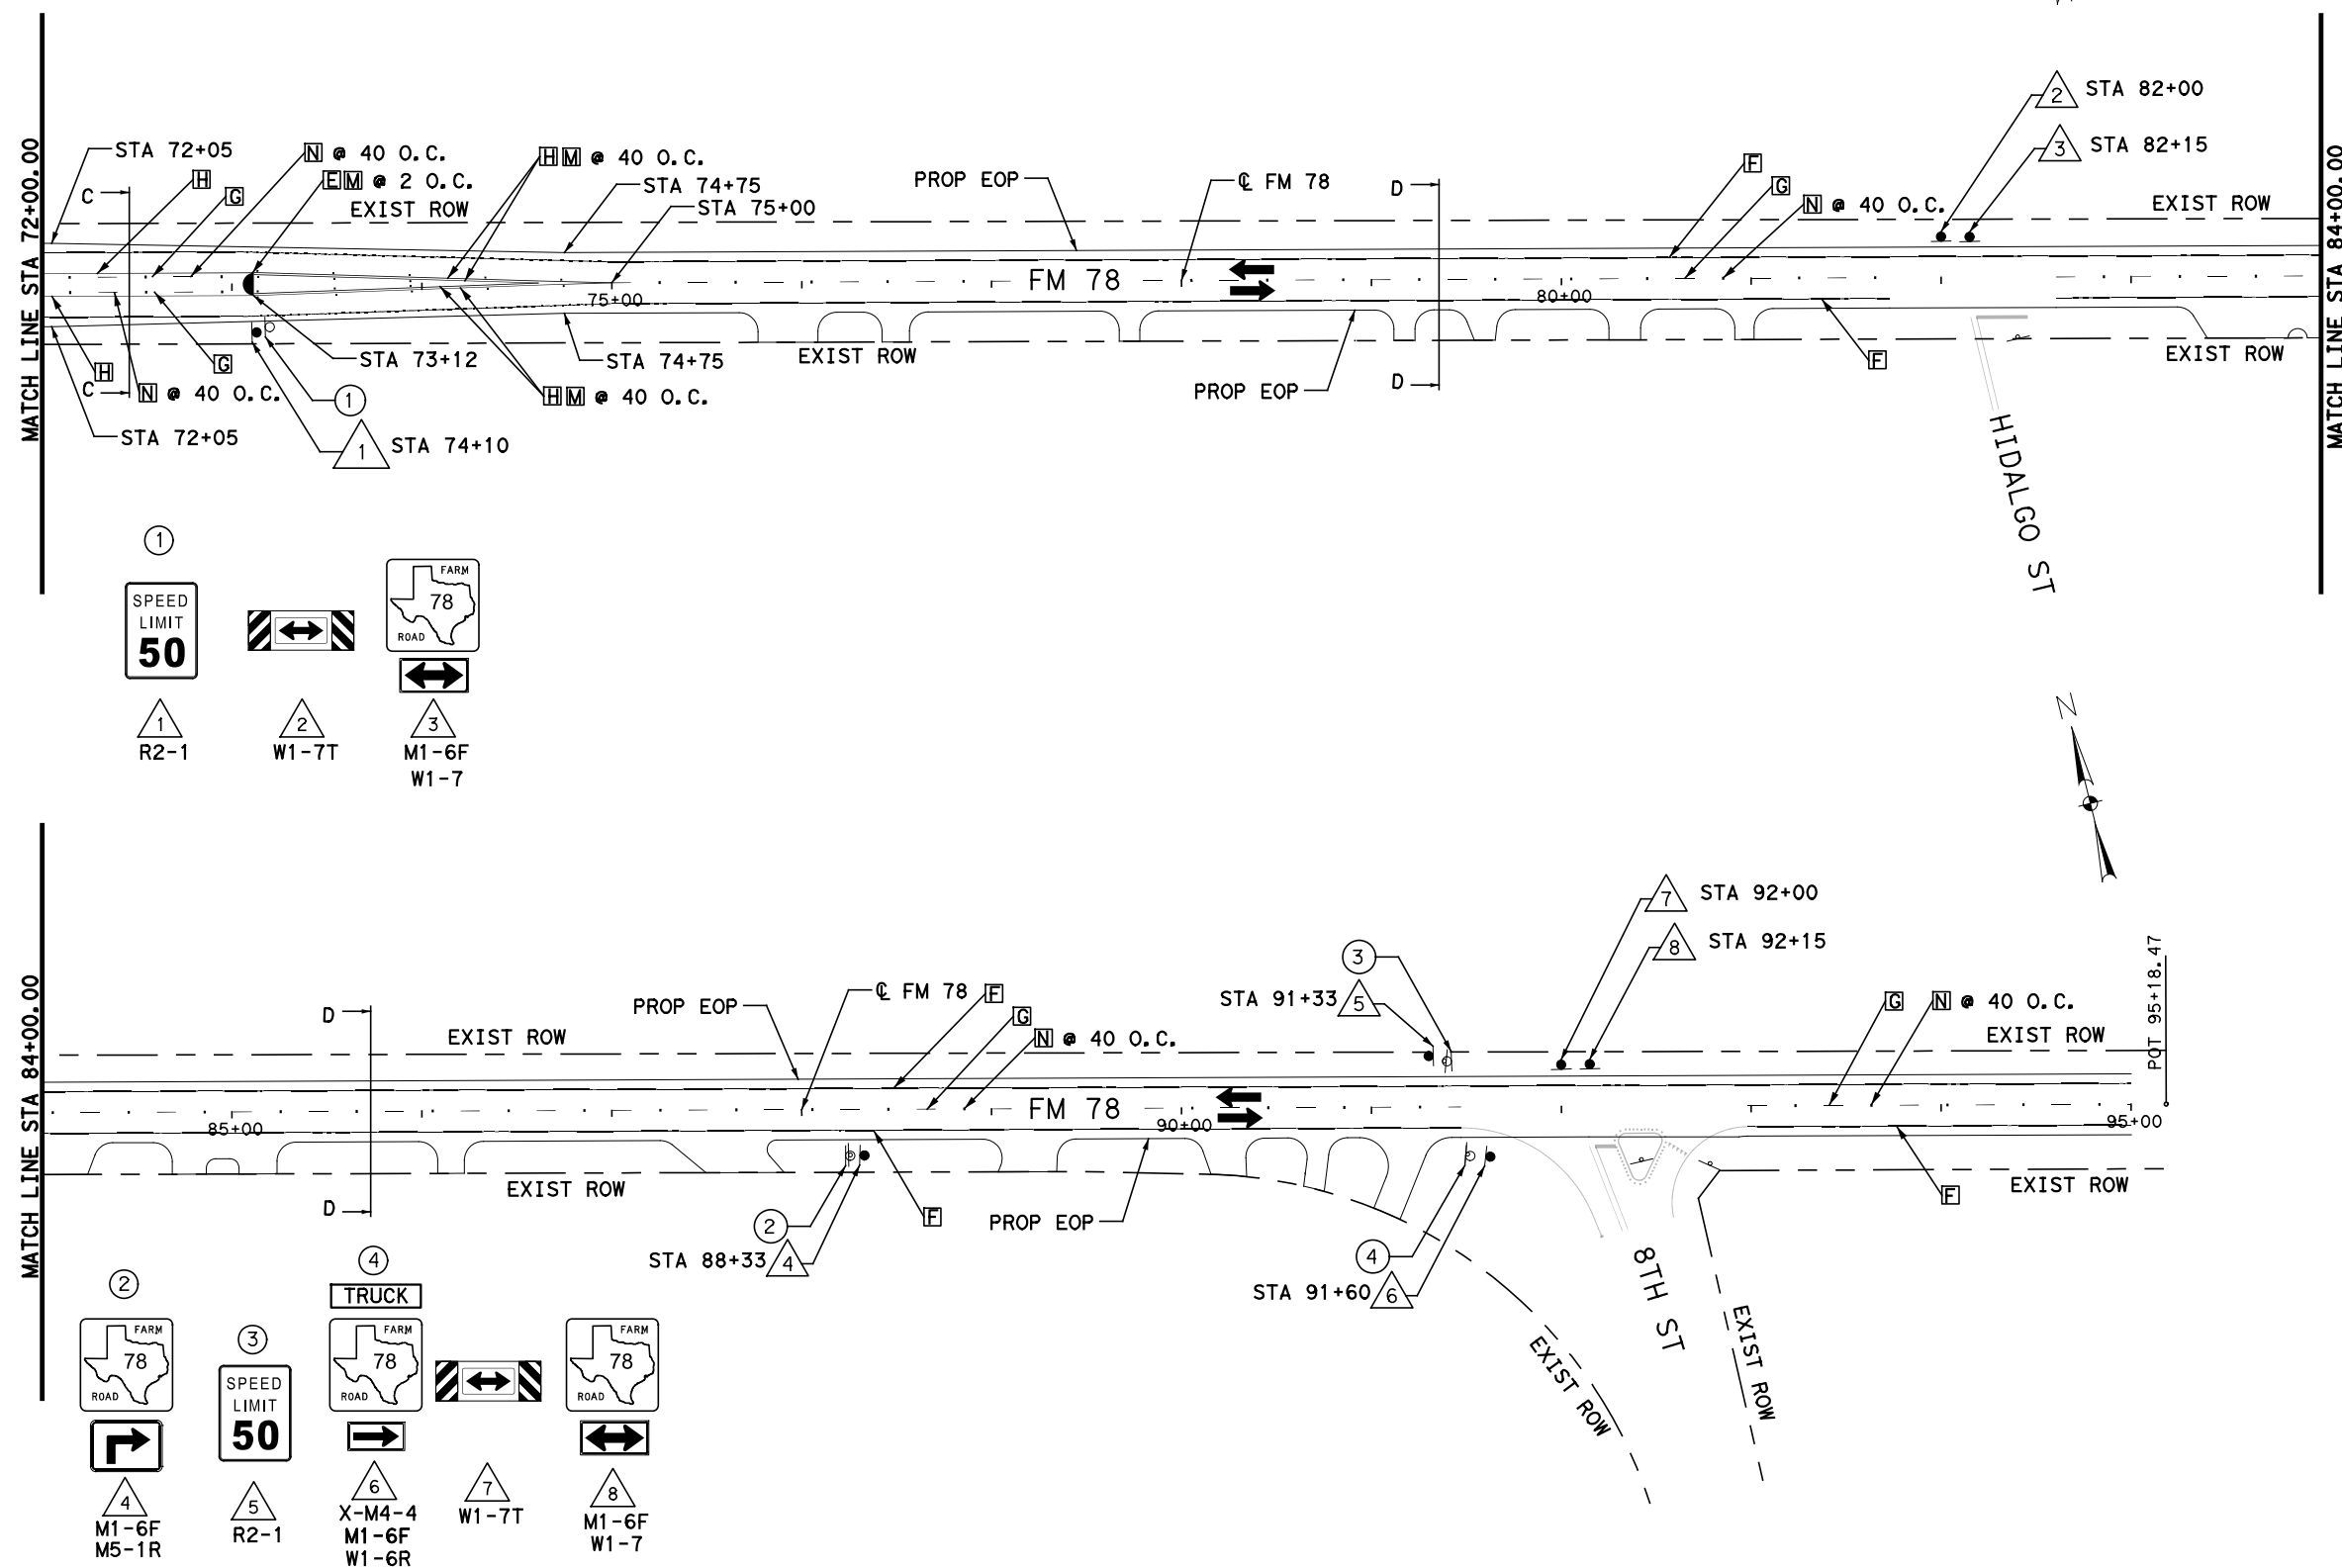 MATCH LINE STA 72+00.00
STA 72+05
H
C
G
N @ 40 O.C.
E M @ 2 O.C.
EXIST ROW
H M @ 40 O.C.
STA 74+75
STA 75+00
PROP EOP
℄ FM 78
D
F
G
N @ 40 O.C.
2 STA 82+00
3 STA 82+15
EXIST ROW
MATCH LINE STA 84+00.00
75+00
FM 78
80+00
H
C
N @ 40 O.C.
G
STA 72+05
STA 73+12
1
1 STA 74+10
H M @ 40 O.C.
STA 74+75
EXIST ROW
PROP EOP
D
F
EXIST ROW
HIDALGO ST
1
SPEED
LIMIT
50
1
R2-1
2
W1-7T
FARM
78
ROAD
3
M1-6F
W1-7
N
MATCH LINE STA 84+00.00
D
EXIST ROW
PROP EOP
℄ FM 78
F
G
N @ 40 O.C.
3
STA 91+33 5
7 STA 92+00
8 STA 92+15
G
N @ 40 O.C.
EXIST ROW
POT 95+18.47
85+00
FM 78
90+00
95+00
D
EXIST ROW
2
STA 88+33 4
F
PROP EOP
4
STA 91+60 6
8TH ST
EXIST ROW
EXIST ROW
F
EXIST ROW
2
FARM
78
ROAD
4
M1-6F
M5-1R
3
SPEED
LIMIT
50
5
R2-1
4
TRUCK
FARM
78
ROAD
6
X-M4-4
M1-6F
W1-6R
7
W1-7T
FARM
78
ROAD
8
M1-6F
W1-7